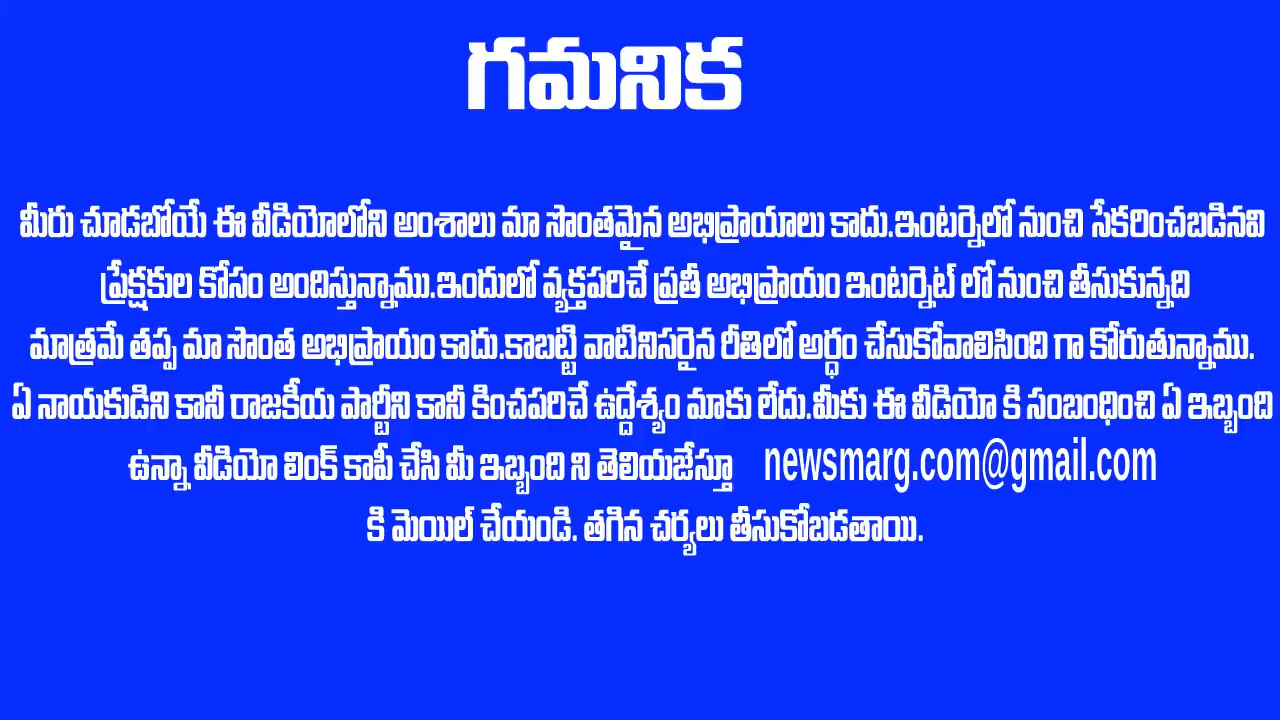 గమనిక
మీరు చూడబోయే ఈ వీడియోలోని అంశాలు మా సొంతమైన అభిప్రాయాలు కాదు.ఇంటర్నెలో నుంచి సేకరించబడినవి
ప్రేక్షకుల కోసం అందిస్తున్నాము.ఇందులో వ్యక్తపరిచే ప్రతీ అభిప్రాయం ఇంటర్నెట్ లో నుంచి తీసుకున్నది
మాత్రమే తప్ప మా సొంత అభిప్రాయం కాదు.కాబట్టి వాటినిసరైన రీతిలో అర్ధం చేసుకోవాలిసింది గా కోరుతున్నాము.
ఏ నాయకుడిని కానీ రాజకీయ పార్టీని కానీ కించపరిచే ఉద్దేశ్యం మాకు లేదు.మీకు ఈ వీడియో కి సంబంధించి ఏ ఇబ్బంది
ఉన్నా వీడియో లింక్ కాపీ చేసి మీ ఇబ్బంది ని తెలియజేస్తూ newsmarg.com@gmail.com
కి మెయిల్ చేయండి. తగిన చర్యలు తీసుకోబడతాయి.